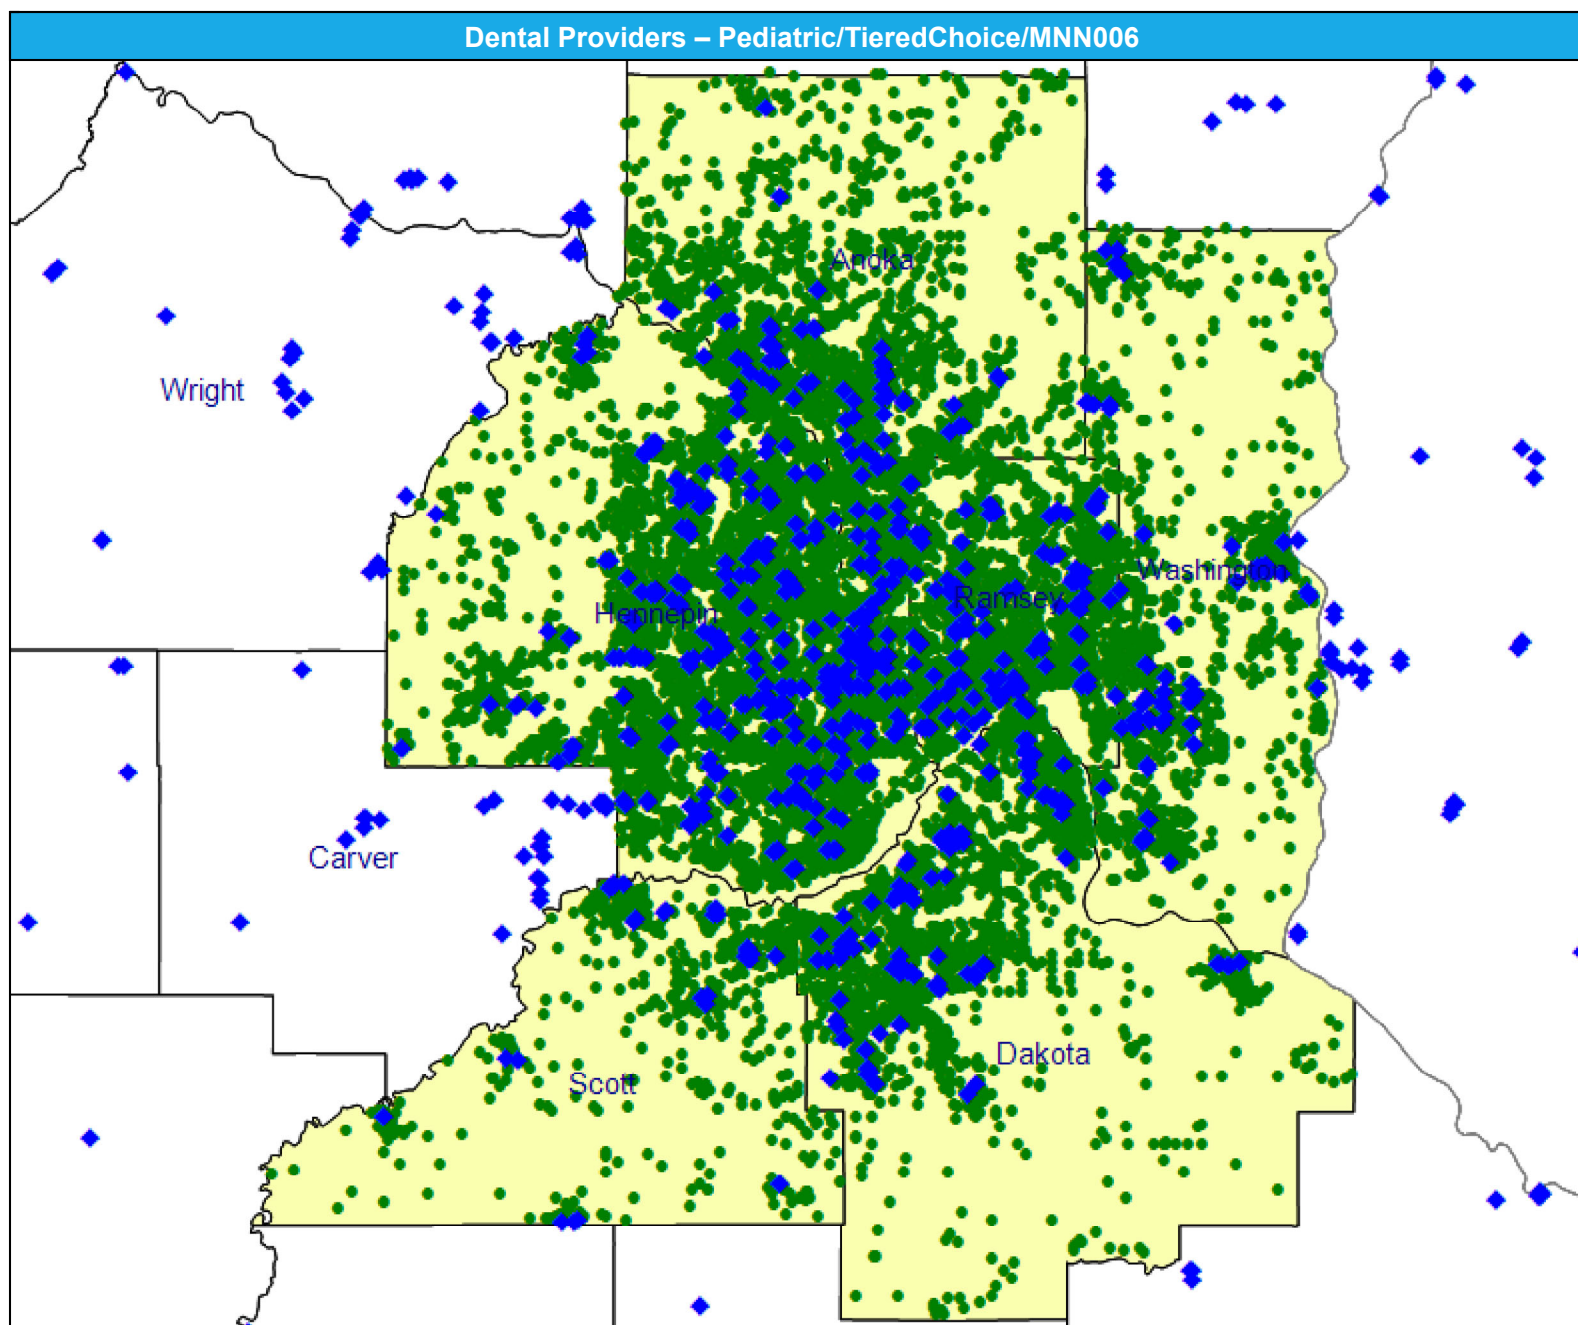 Dental Providers – Pediatric/TieredChoice/MNN006
Anoka
Wright
Washington
Ramsey
Hennepin
Carver
Dakota
Scott